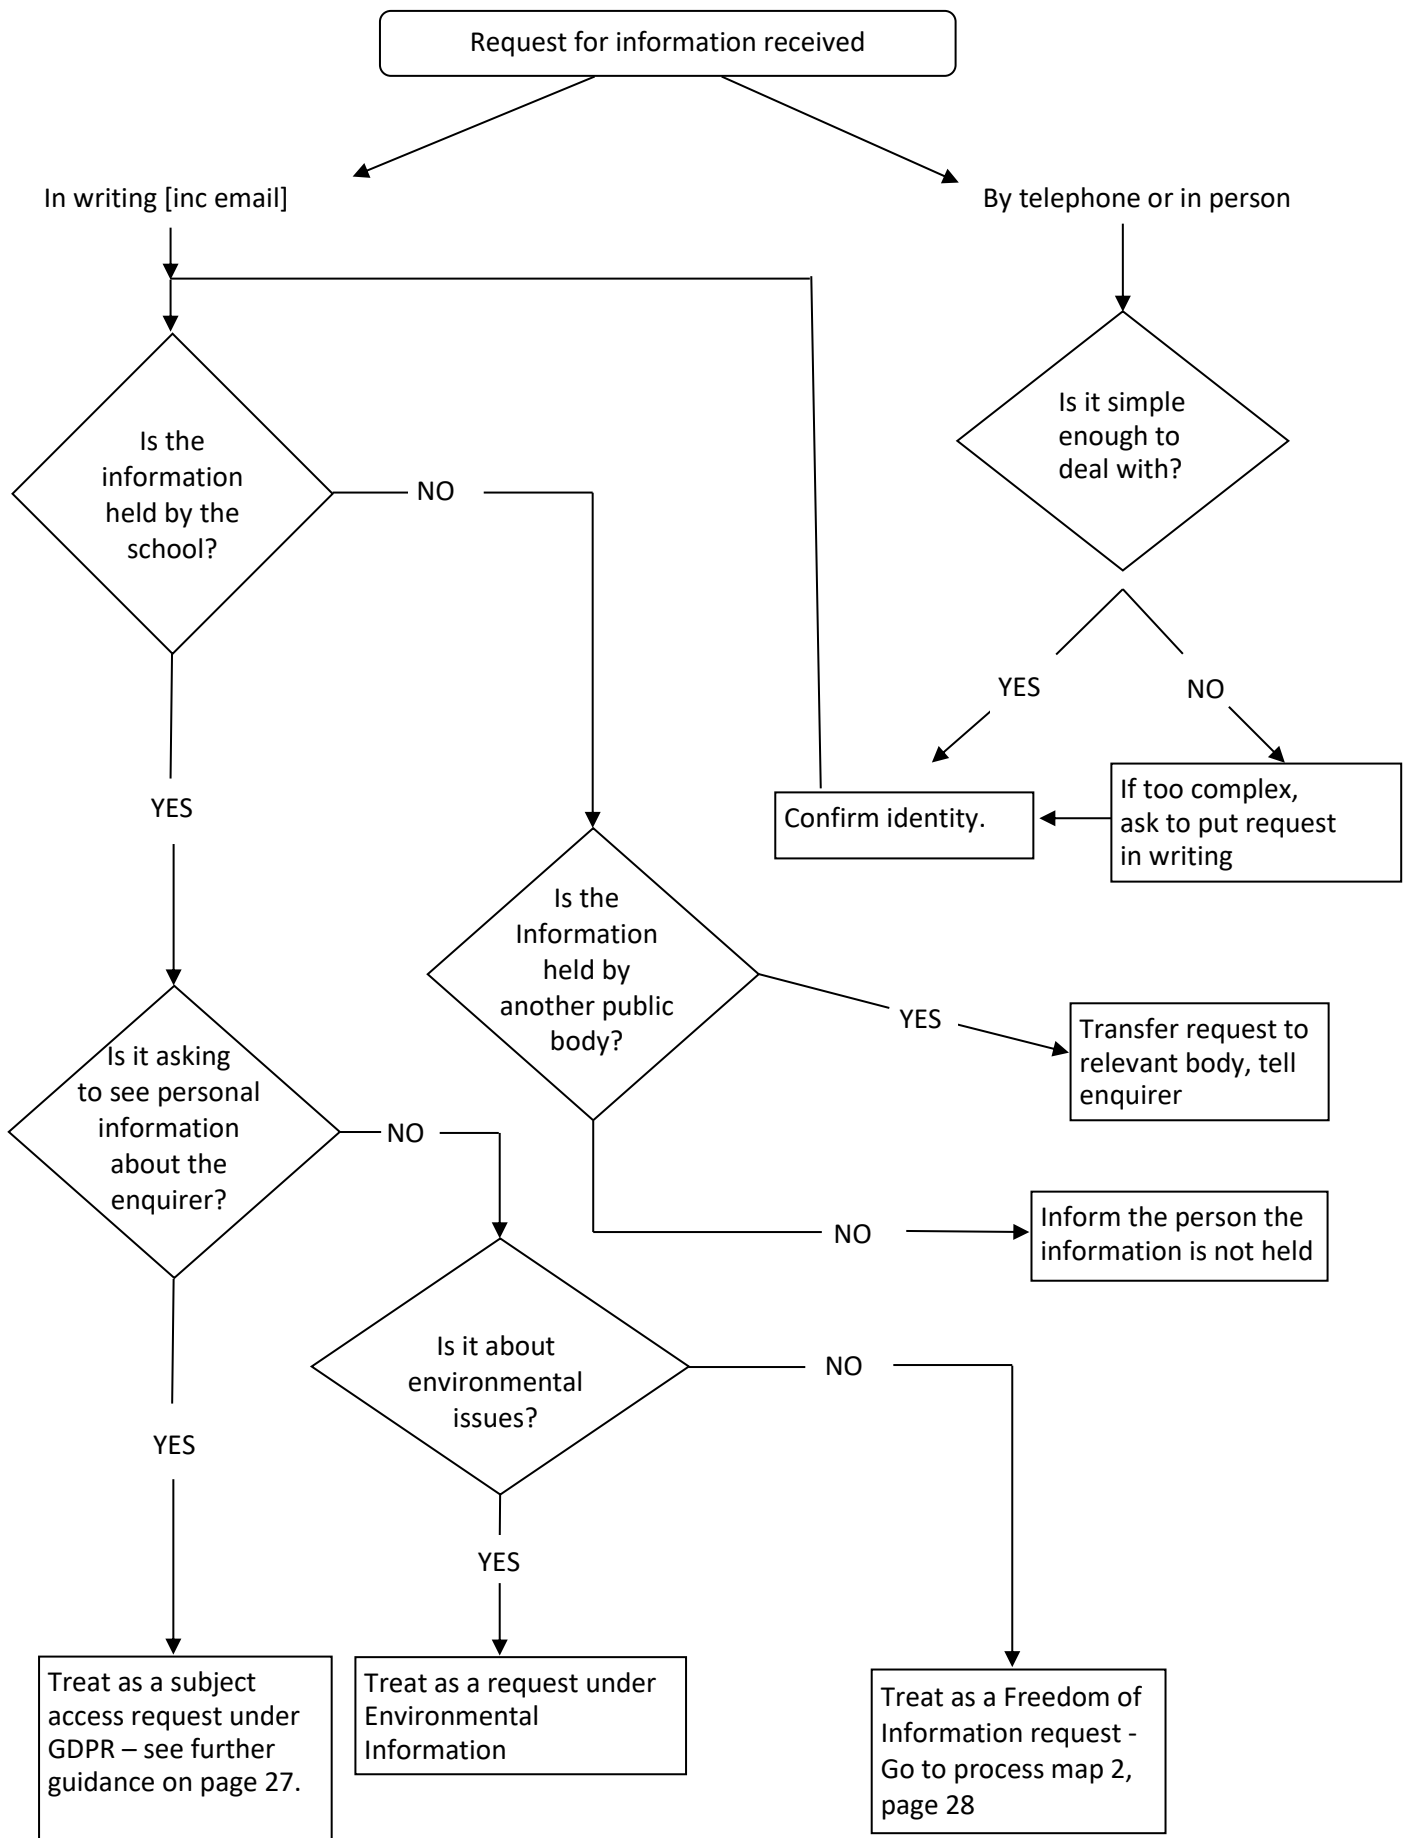 Request for information received
In writing [inc email]
By telephone or in person
Is it simple
enough to
deal with?
Is the
information
held by the
school?
NO
YES
NO
YES
Confirm identity.
If too complex,
ask to put request
in writing
Is the
Information
held by
another public
body?
YES
Transfer request to
relevant body, tell
enquirer
Is it asking
to see personal
information
about the
enquirer?
NO
NO
Inform the person the
information is not held
Is it about
environmental
issues?
NO
YES
YES
Treat as a subject
access request under
GDPR – see further
guidance on page 27.
Treat as a request under
Environmental
Information
Treat as a Freedom of
Information request -
Go to process map 2,
page 28